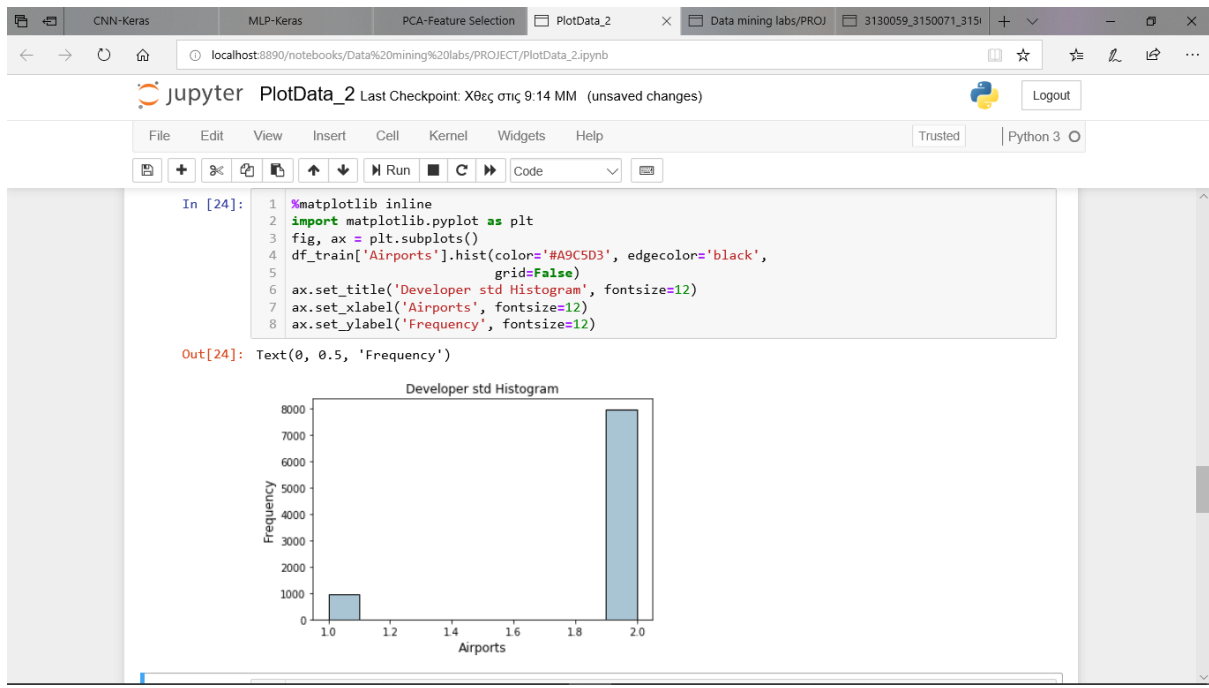 CNN-Keras MLP-Keras PCA-Feature Selection PlotData_2 Data mining labs/PROJ 3130059_3150071_315
localhost:8890/notebooks/Data%20mining%20labs/PROJECT/PlotData_2.ipynb
jupyter PlotData_2 Last Checkpoint: Χθες στις 9:14 ΜΜ (unsaved changes) Logout
File Edit View Insert Cell Kernel Widgets Help Trusted Python 3
Run Code
In [24]: 1 %matplotlib inline
2 import matplotlib.pyplot as plt
3 fig, ax = plt.subplots()
4 df_train['Airports'].hist(color='#A9C5D3', edgecolor='black',
5 grid=False)
6 ax.set_title('Developer std Histogram', fontsize=12)
7 ax.set_xlabel('Airports', fontsize=12)
8 ax.set_ylabel('Frequency', fontsize=12)
Out[24]: Text(0, 0.5, 'Frequency')
Developer std Histogram
8000
7000
6000
5000
4000
3000
2000
1000
0
Frequency
1.0 1.2 1.4 1.6 1.8 2.0
Airports